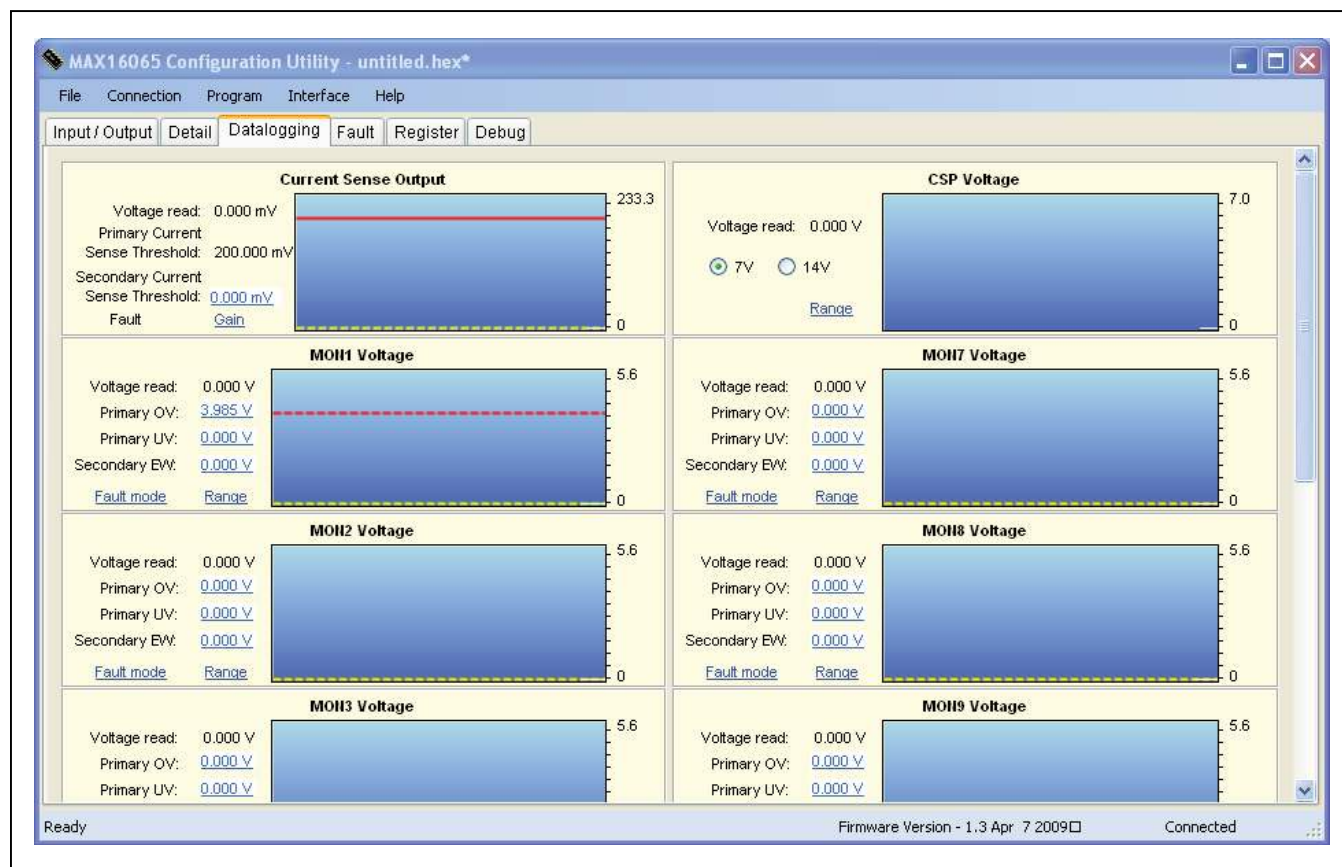 MAX16065 Configuration Utility - untitled.hex*
File Connection Program Interface Help
Input / Output Detail Datalogging Fault Register Debug
Current Sense Output
Voltage read: 0.000 mV
Primary Current
Sense Threshold: 200.000 mV
Secondary Current
Sense Threshold: 0.000 mV
Fault Gain
233.3
0
CSP Voltage
Voltage read: 0.000 V
7V 14V
Range
7.0
0
MON1 Voltage
Voltage read: 0.000 V
Primary OV: 3.985 V
Primary UV: 0.000 V
Secondary EW: 0.000 V
Fault mode Range
5.6
0
MON7 Voltage
Voltage read: 0.000 V
Primary OV: 0.000 V
Primary UV: 0.000 V
Secondary EW: 0.000 V
Fault mode Range
5.6
0
MON2 Voltage
Voltage read: 0.000 V
Primary OV: 0.000 V
Primary UV: 0.000 V
Secondary EW: 0.000 V
Fault mode Range
5.6
0
MON8 Voltage
Voltage read: 0.000 V
Primary OV: 0.000 V
Primary UV: 0.000 V
Secondary EW: 0.000 V
Fault mode Range
5.6
0
MON3 Voltage
Voltage read: 0.000 V
Primary OV: 0.000 V
Primary UV: 0.000 V
5.6
MON9 Voltage
Voltage read: 0.000 V
Primary OV: 0.000 V
Primary UV: 0.000 V
5.6
Ready Firmware Version - 1.3 Apr 7 2009□ Connected